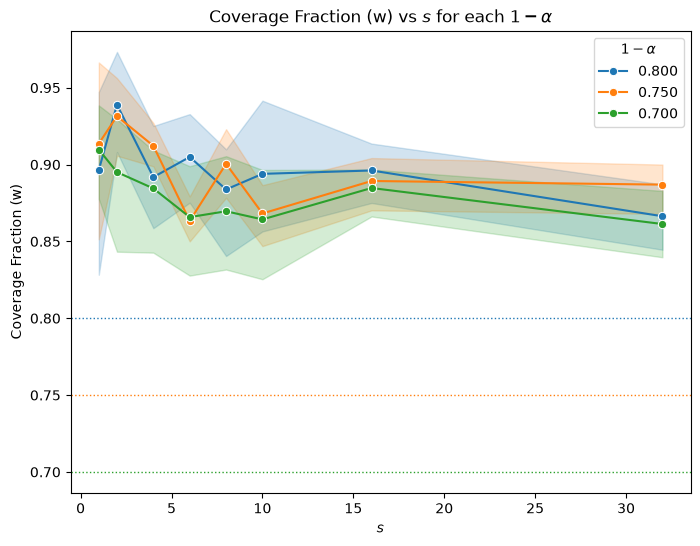 Coverage Fraction (w) vs s for each 1 − α
1 − α
0.800
0.750
0.700
Coverage Fraction (w)
0.95
0.90
0.85
0.80
0.75
0.70
0 5 10 15 20 25 30
s